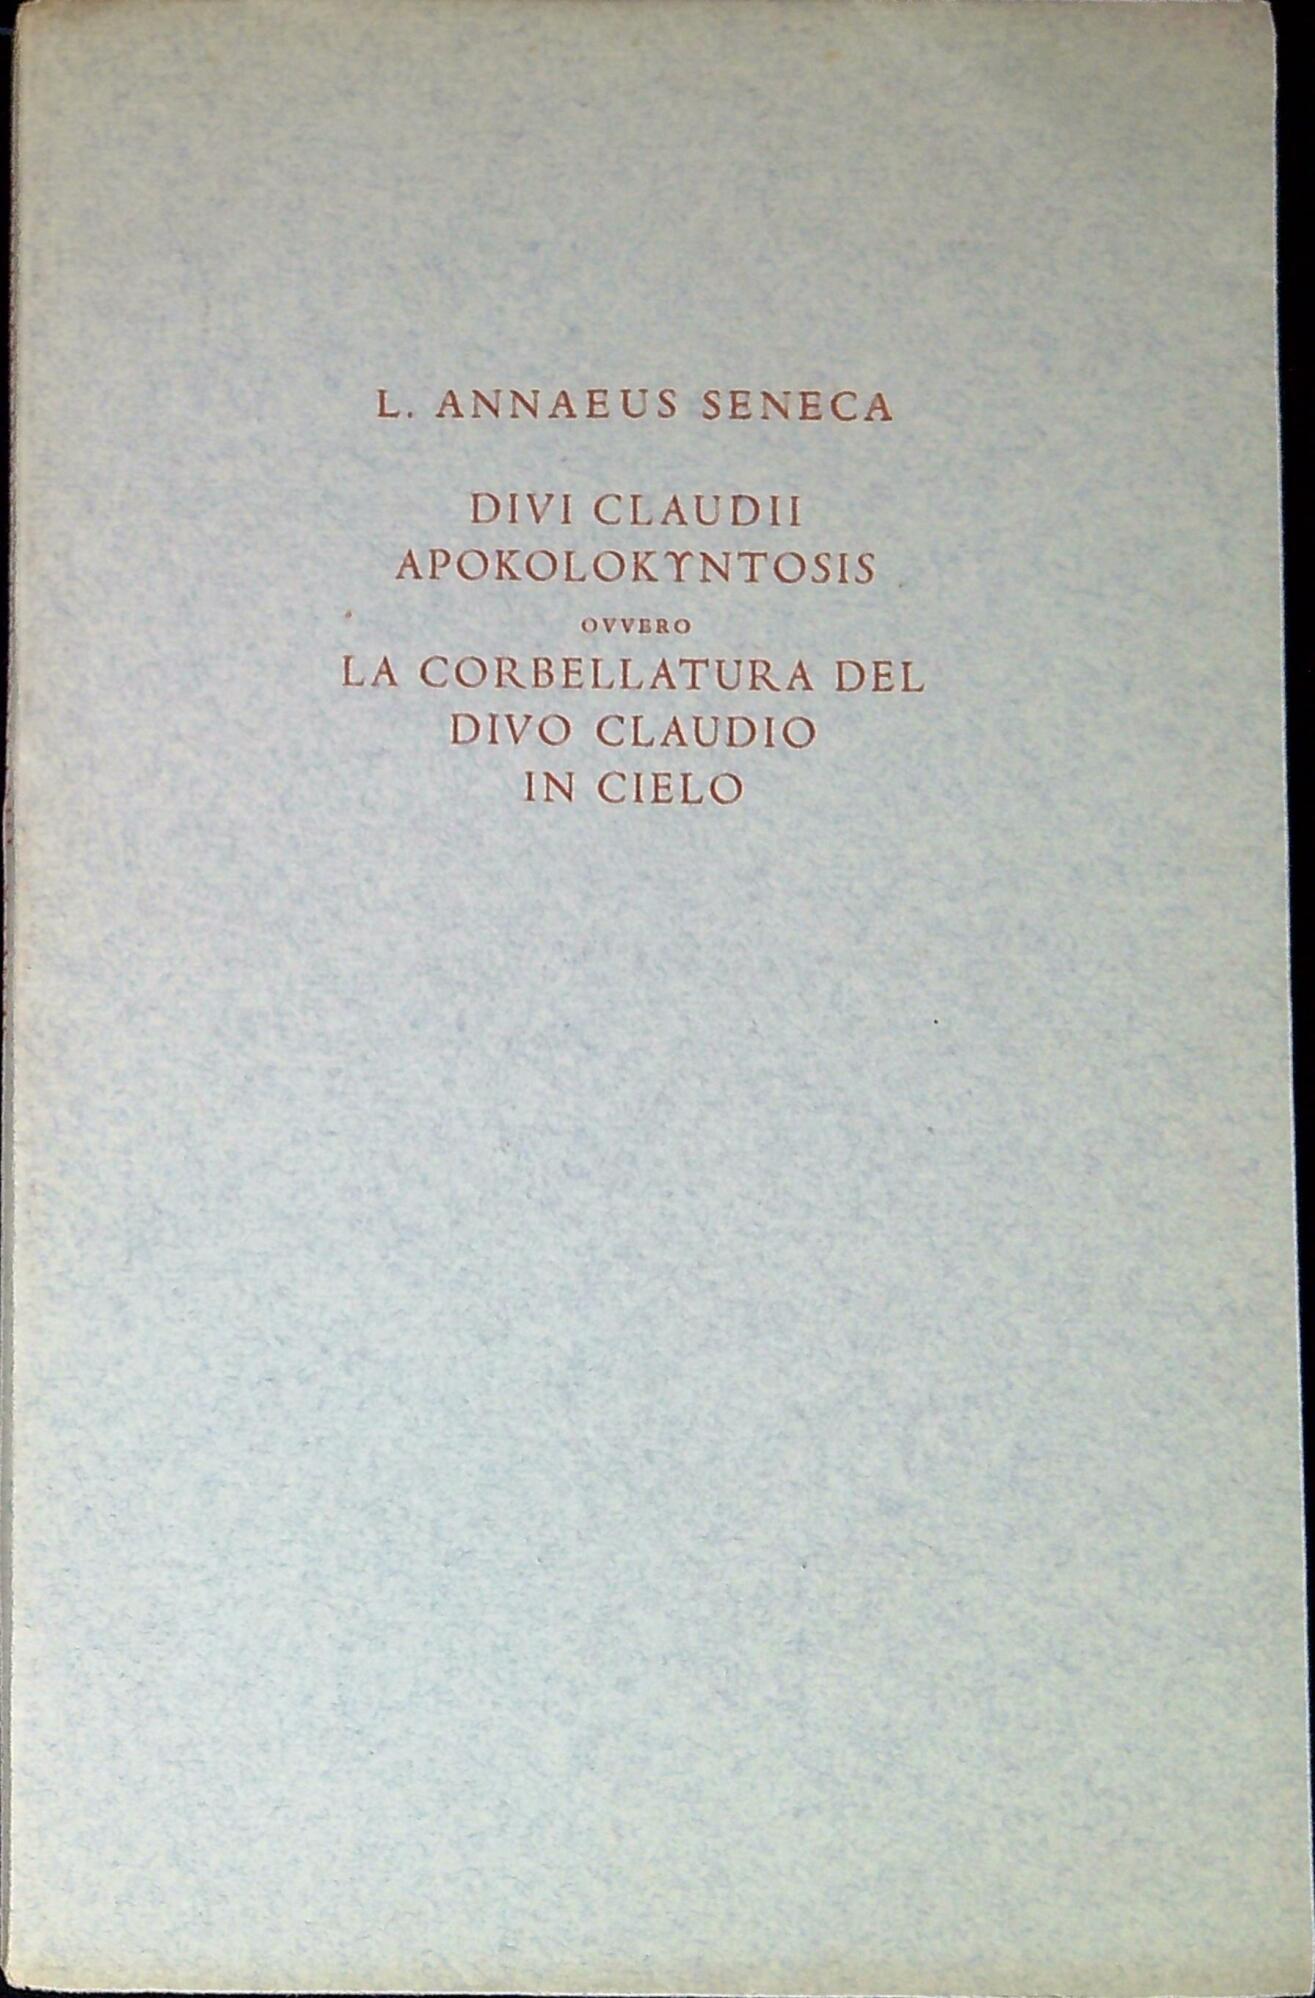 L. ANNAEUS SENECA
DIVI CLAUDII
APOKOLOKYNTOSIS
OVVERO
LA CORBELLATURA DEL
DIVO CLAUDIO
IN CIELO